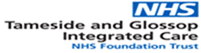 NHS
Tameside and Glossop
Integrated Care
NHS Foundation Trust